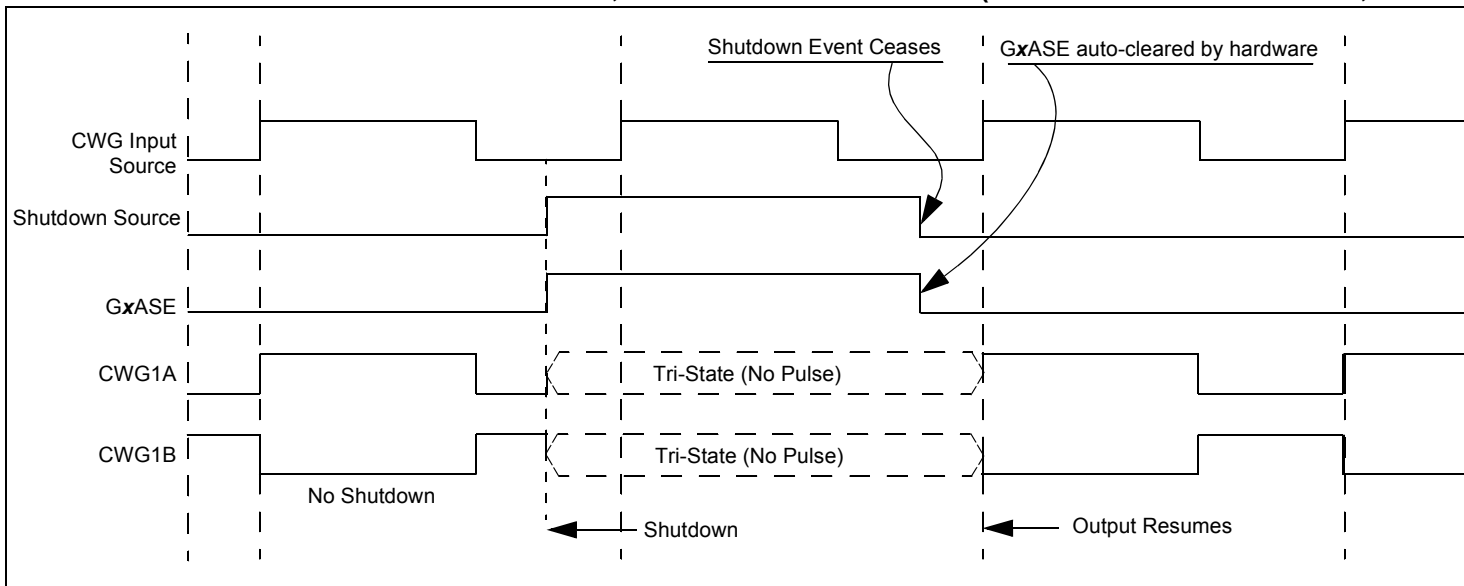 Shutdown Event Ceases
GxASE auto-cleared by hardware
CWG Input
Source
Shutdown Source
GxASE
CWG1A
Tri-State (No Pulse)
CWG1B
Tri-State (No Pulse)
No Shutdown
Shutdown
Output Resumes